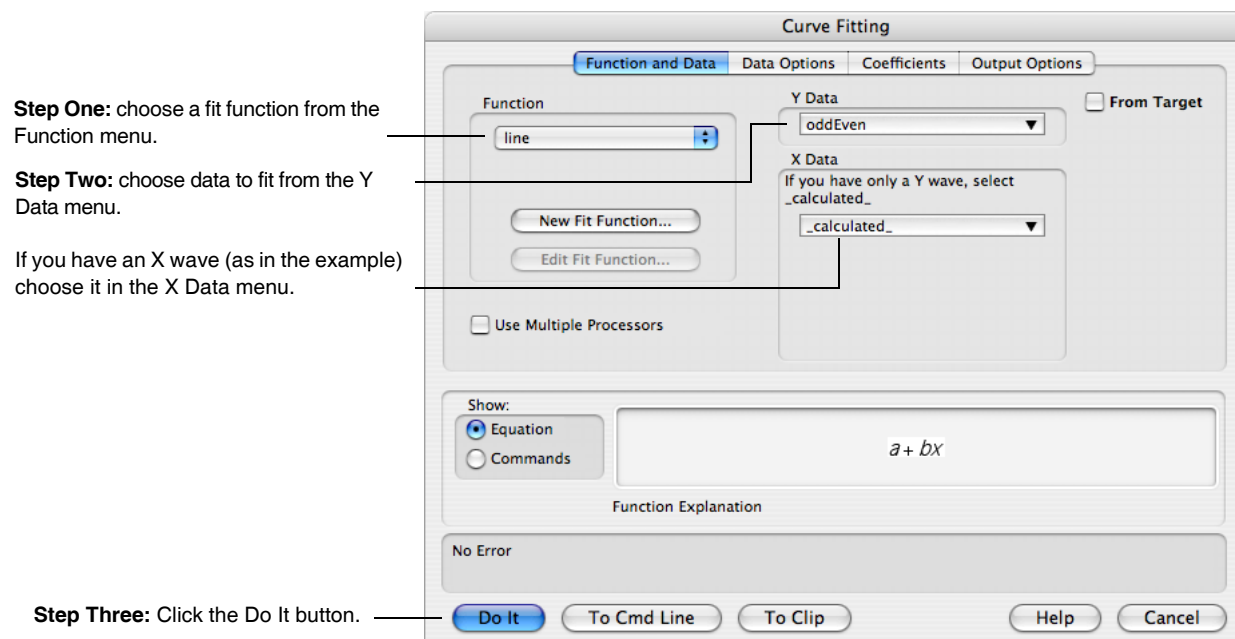 Curve Fitting
Function and Data
Data Options
Coefficients
Output Options
Step One: choose a fit function from the
Function menu.
Function
line
Y Data
oddEven
From Target
Step Two: choose data to fit from the Y
Data menu.
X Data
If you have only a Y wave, select
_calculated_
_calculated_
New Fit Function...
Edit Fit Function...
If you have an X wave (as in the example)
choose it in the X Data menu.
Use Multiple Processors
Show:
Equation
Commands
a + bx
Function Explanation
No Error
Step Three: Click the Do It button.
Do It
To Cmd Line
To Clip
Help
Cancel